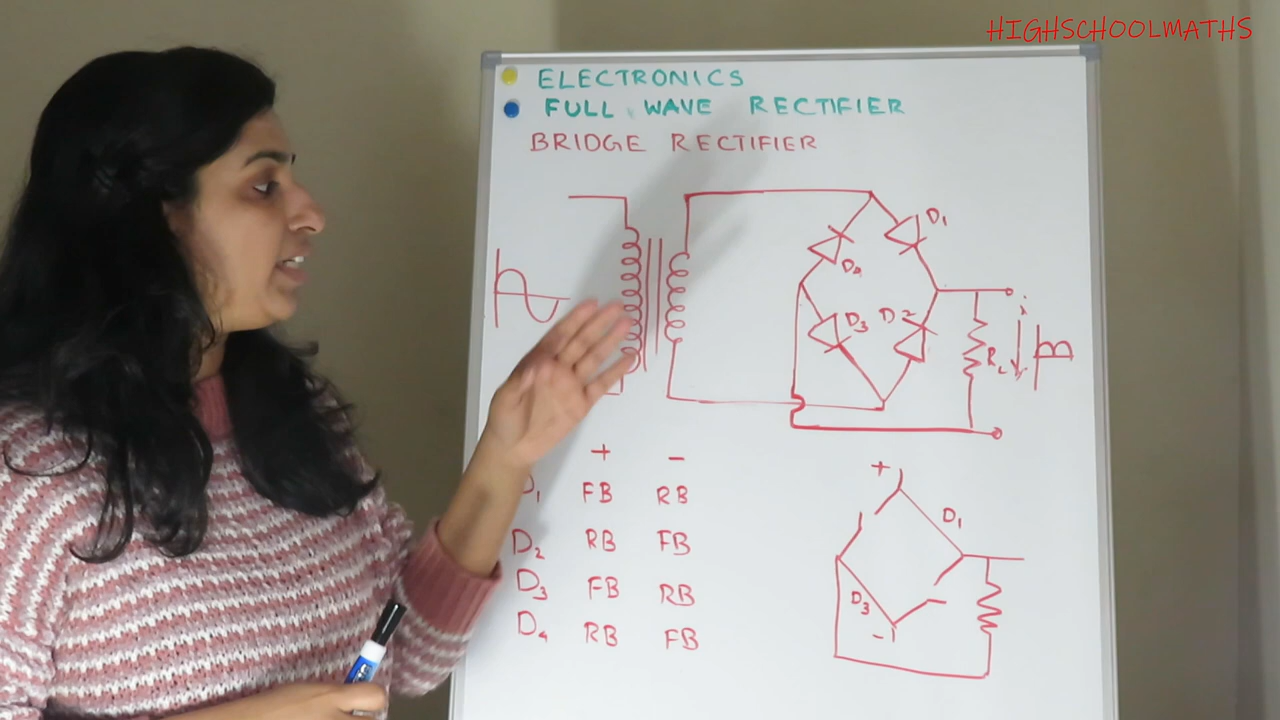 HIGHSCHOOLMATHS
ELECTRONICS
FULL WAVE RECTIFIER
BRIDGE RECTIFIER
D1
D4
D3 D2
i
RL
+ -
D1 FB RB
D2 RB FB
D3 FB RB
D4 RB FB
+
D1
D3
-